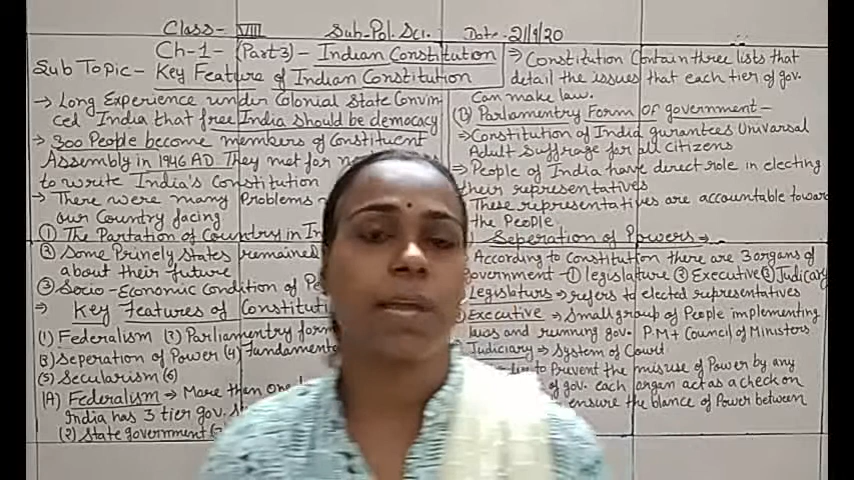 Class- VIII Sub-Pol. Sci. Date- 21/9/20
Ch-1- (Part 3) - Indian Constitution
Sub Topic- Key Feature of Indian Constitution
→ Long Experience under Colonial State Convin
ced India that free India should be democacy
→ 300 People become members of Constituent
Assembly in 1946 AD They met for
to write India's Constitution
→ There were many Problems
our Country facing
① The Partation of Country in
② Some Prinely States remained
about their future
③ Socio-Economic Condition of
⇒ Key Features of Constitut
(1) Federalism (2) Parliamentry form
(3) Seperation of Power (4) Fundament
(5) Secularism (6)
(A) Federalism → More than one
India has 3 tier gov.
(2) State government
⇒ Constitution Contain three lists that
detail the issues that each tier of gov.
Can make law.
(B) Parliamentry Form of government-
⇒ Constitution of India gurantees Universal
Adult Suffrage for all citizens
⇒ People of India have direct role in electing
their representatives
These representatives are accountable towar
the People
Seperation of Powers →
According to Constitution there are 3 organs of
government - ① legislature ② Executive ③ Judicary
Legislaturs ⇒ refers to elected representatives
Executive ⇒ Small group of People implementing
laws and running gov. P.M + Council of Ministers
Judiciary ⇒ System of Court
to Prevent the misuse of Power by any
of gov. each organ act as a check on
ensure the blance of Power between